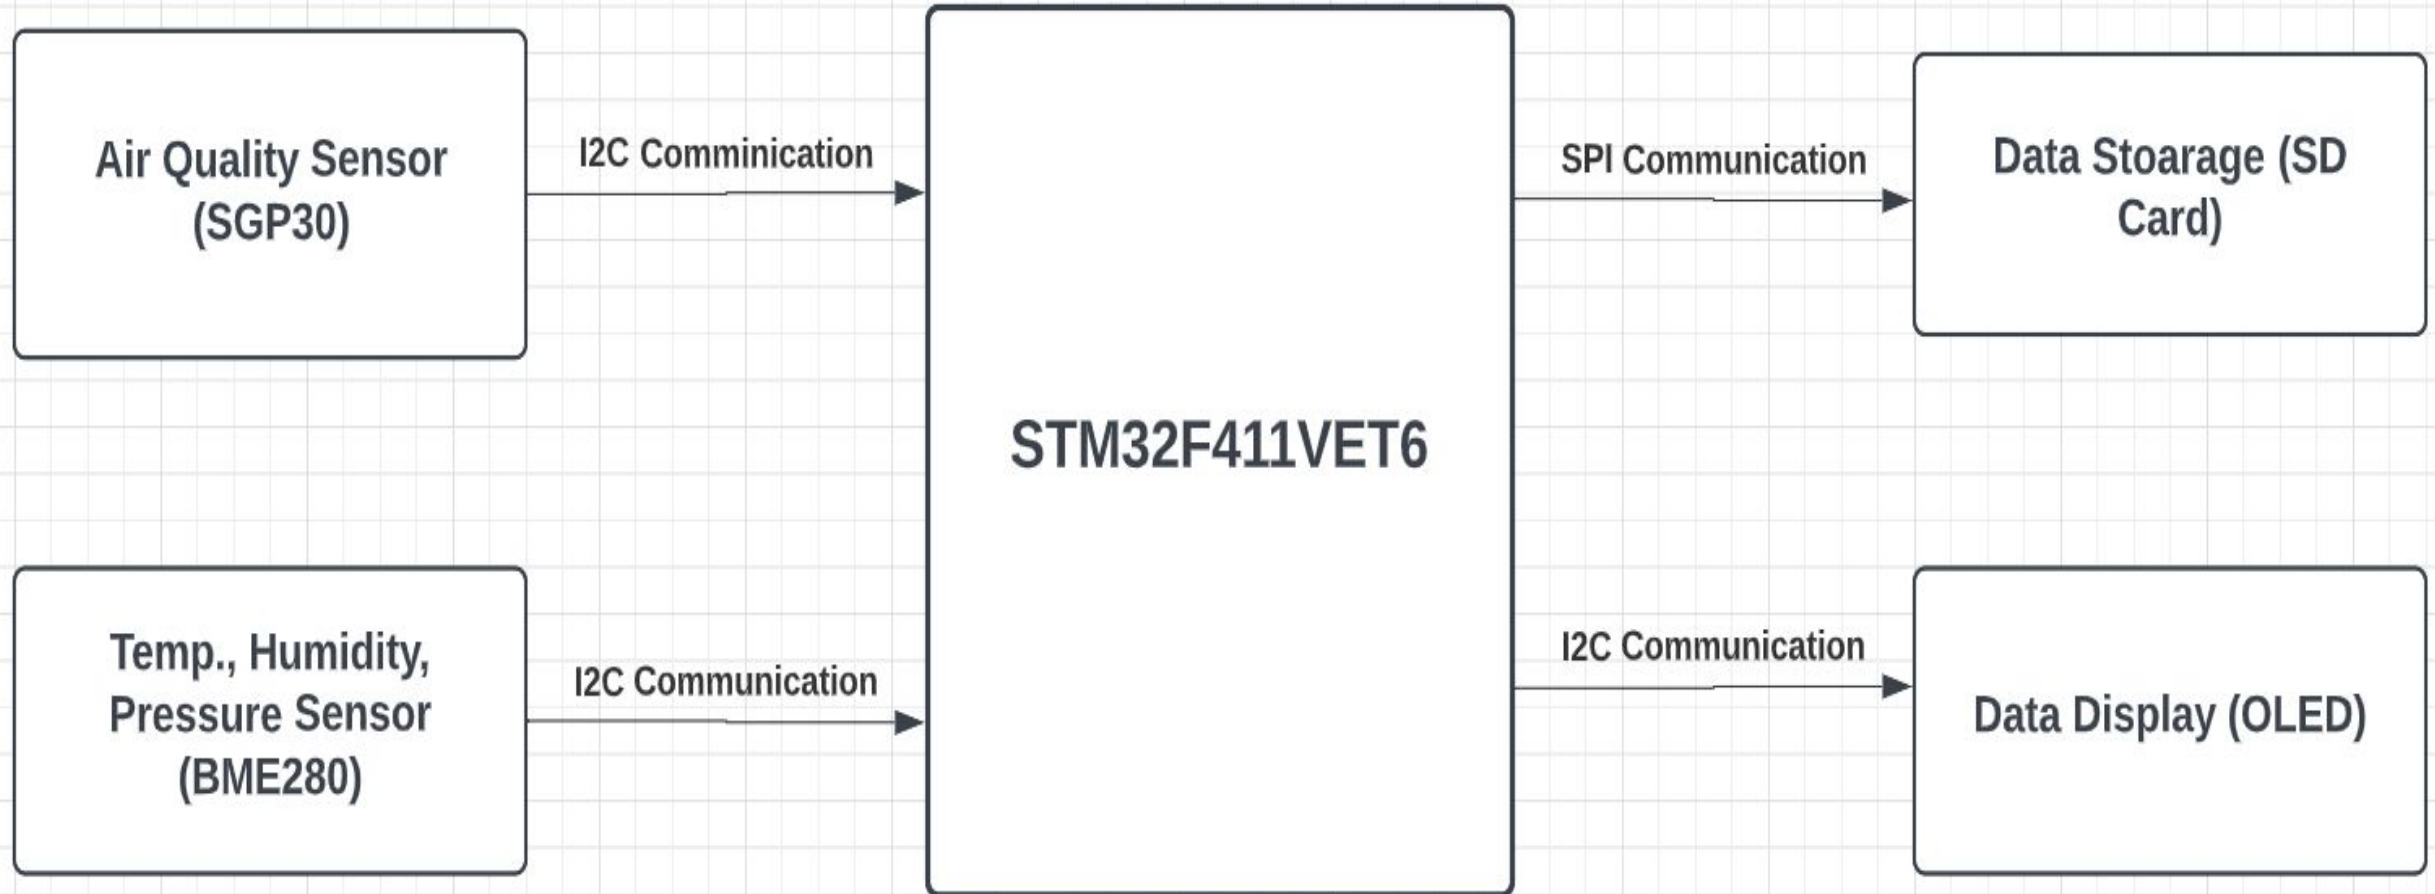 Air Quality Sensor
(SGP30)
I2C Comminication
STM32F411VET6
SPI Communication
Data Stoarage (SD
Card)
Temp., Humidity,
Pressure Sensor
(BME280)
I2C Communication
I2C Communication
Data Display (OLED)